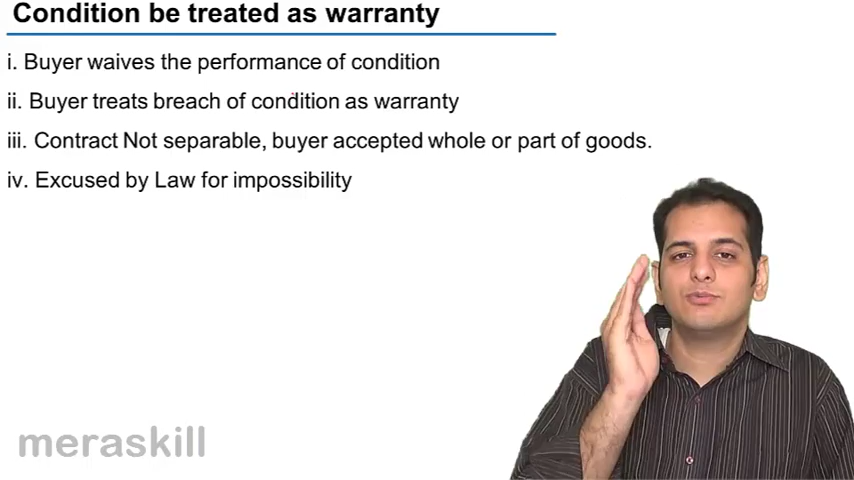 Condition be treated as warranty
i. Buyer waives the performance of condition
ii. Buyer treats breach of condition as warranty
iii. Contract Not separable, buyer accepted whole or part of goods.
iv. Excused by Law for impossibility
meraskill